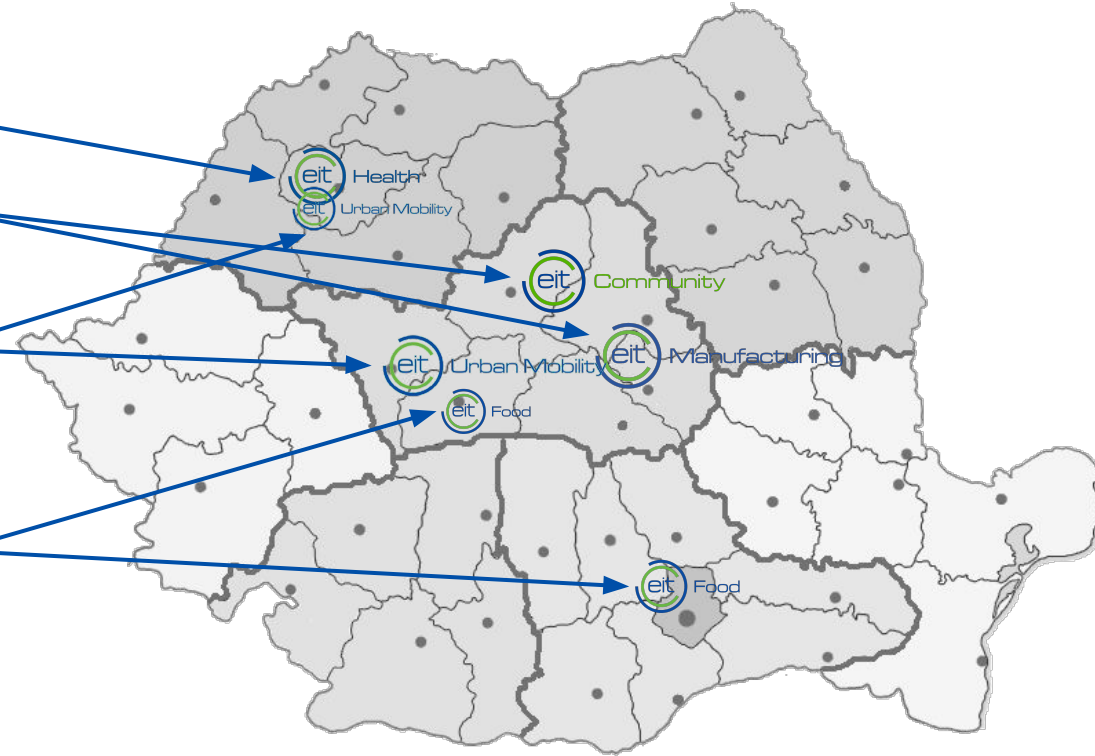 eit Health
eit Urban Mobility
eit Community
eit Manufacturing
eit Urban Mobility
eit Food
eit Food